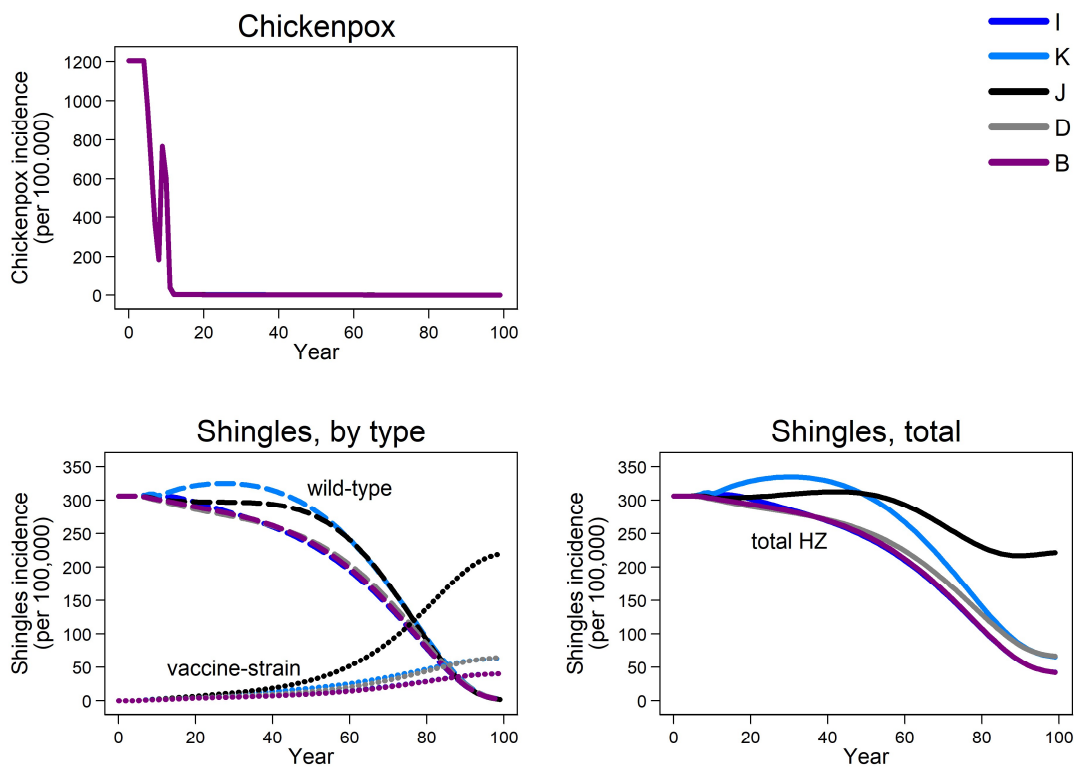 Chickenpox
Chickenpox incidence
(per 100.000)
1200
1000
800
600
400
200
0
0 20 40 60 80 100
Year
I
K
J
D
B
Shingles, by type
Shingles incidence
(per 100,000)
350
300
250
200
150
100
50
0
wild-type
vaccine-strain
0 20 40 60 80 100
Year
Shingles, total
Shingles incidence
(per 100,000)
350
300
250
200
150
100
50
0
total HZ
0 20 40 60 80 100
Year